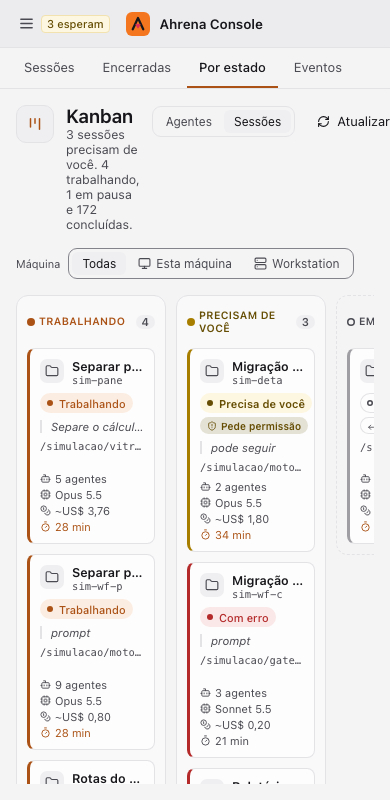 3 esperam
Ahrena Console
Sessões
Encerradas
Por estado
Eventos
Kanban
3 sessões
precisam de
você. 4
trabalhando,
1 em pausa
e 172
concluídas.
Agentes
Sessões
Atualizar
Máquina
Todas
Esta máquina
Workstation
TRABALHANDO 4
Separar p...
sim-pane
Trabalhando
Separe o cálcul...
/simulacao/vitr...
5 agentes
Opus 5.5
~US$ 3,76
28 min
Separar p...
sim-wf-p
Trabalhando
prompt
/simulacao/moto...
9 agentes
Opus 5.5
~US$ 0,80
28 min
Rotas do ...
PRECISAM DE
VOCÊ 3
Migração ...
sim-deta
Precisa de você
Pede permissão
pode seguir
/simulacao/moto...
2 agentes
Opus 5.5
~US$ 1,80
34 min
Migração ...
sim-wf-c
Com erro
prompt
/simulacao/gate...
3 agentes
Sonnet 5.5
~US$ 0,20
21 min
EM
/s